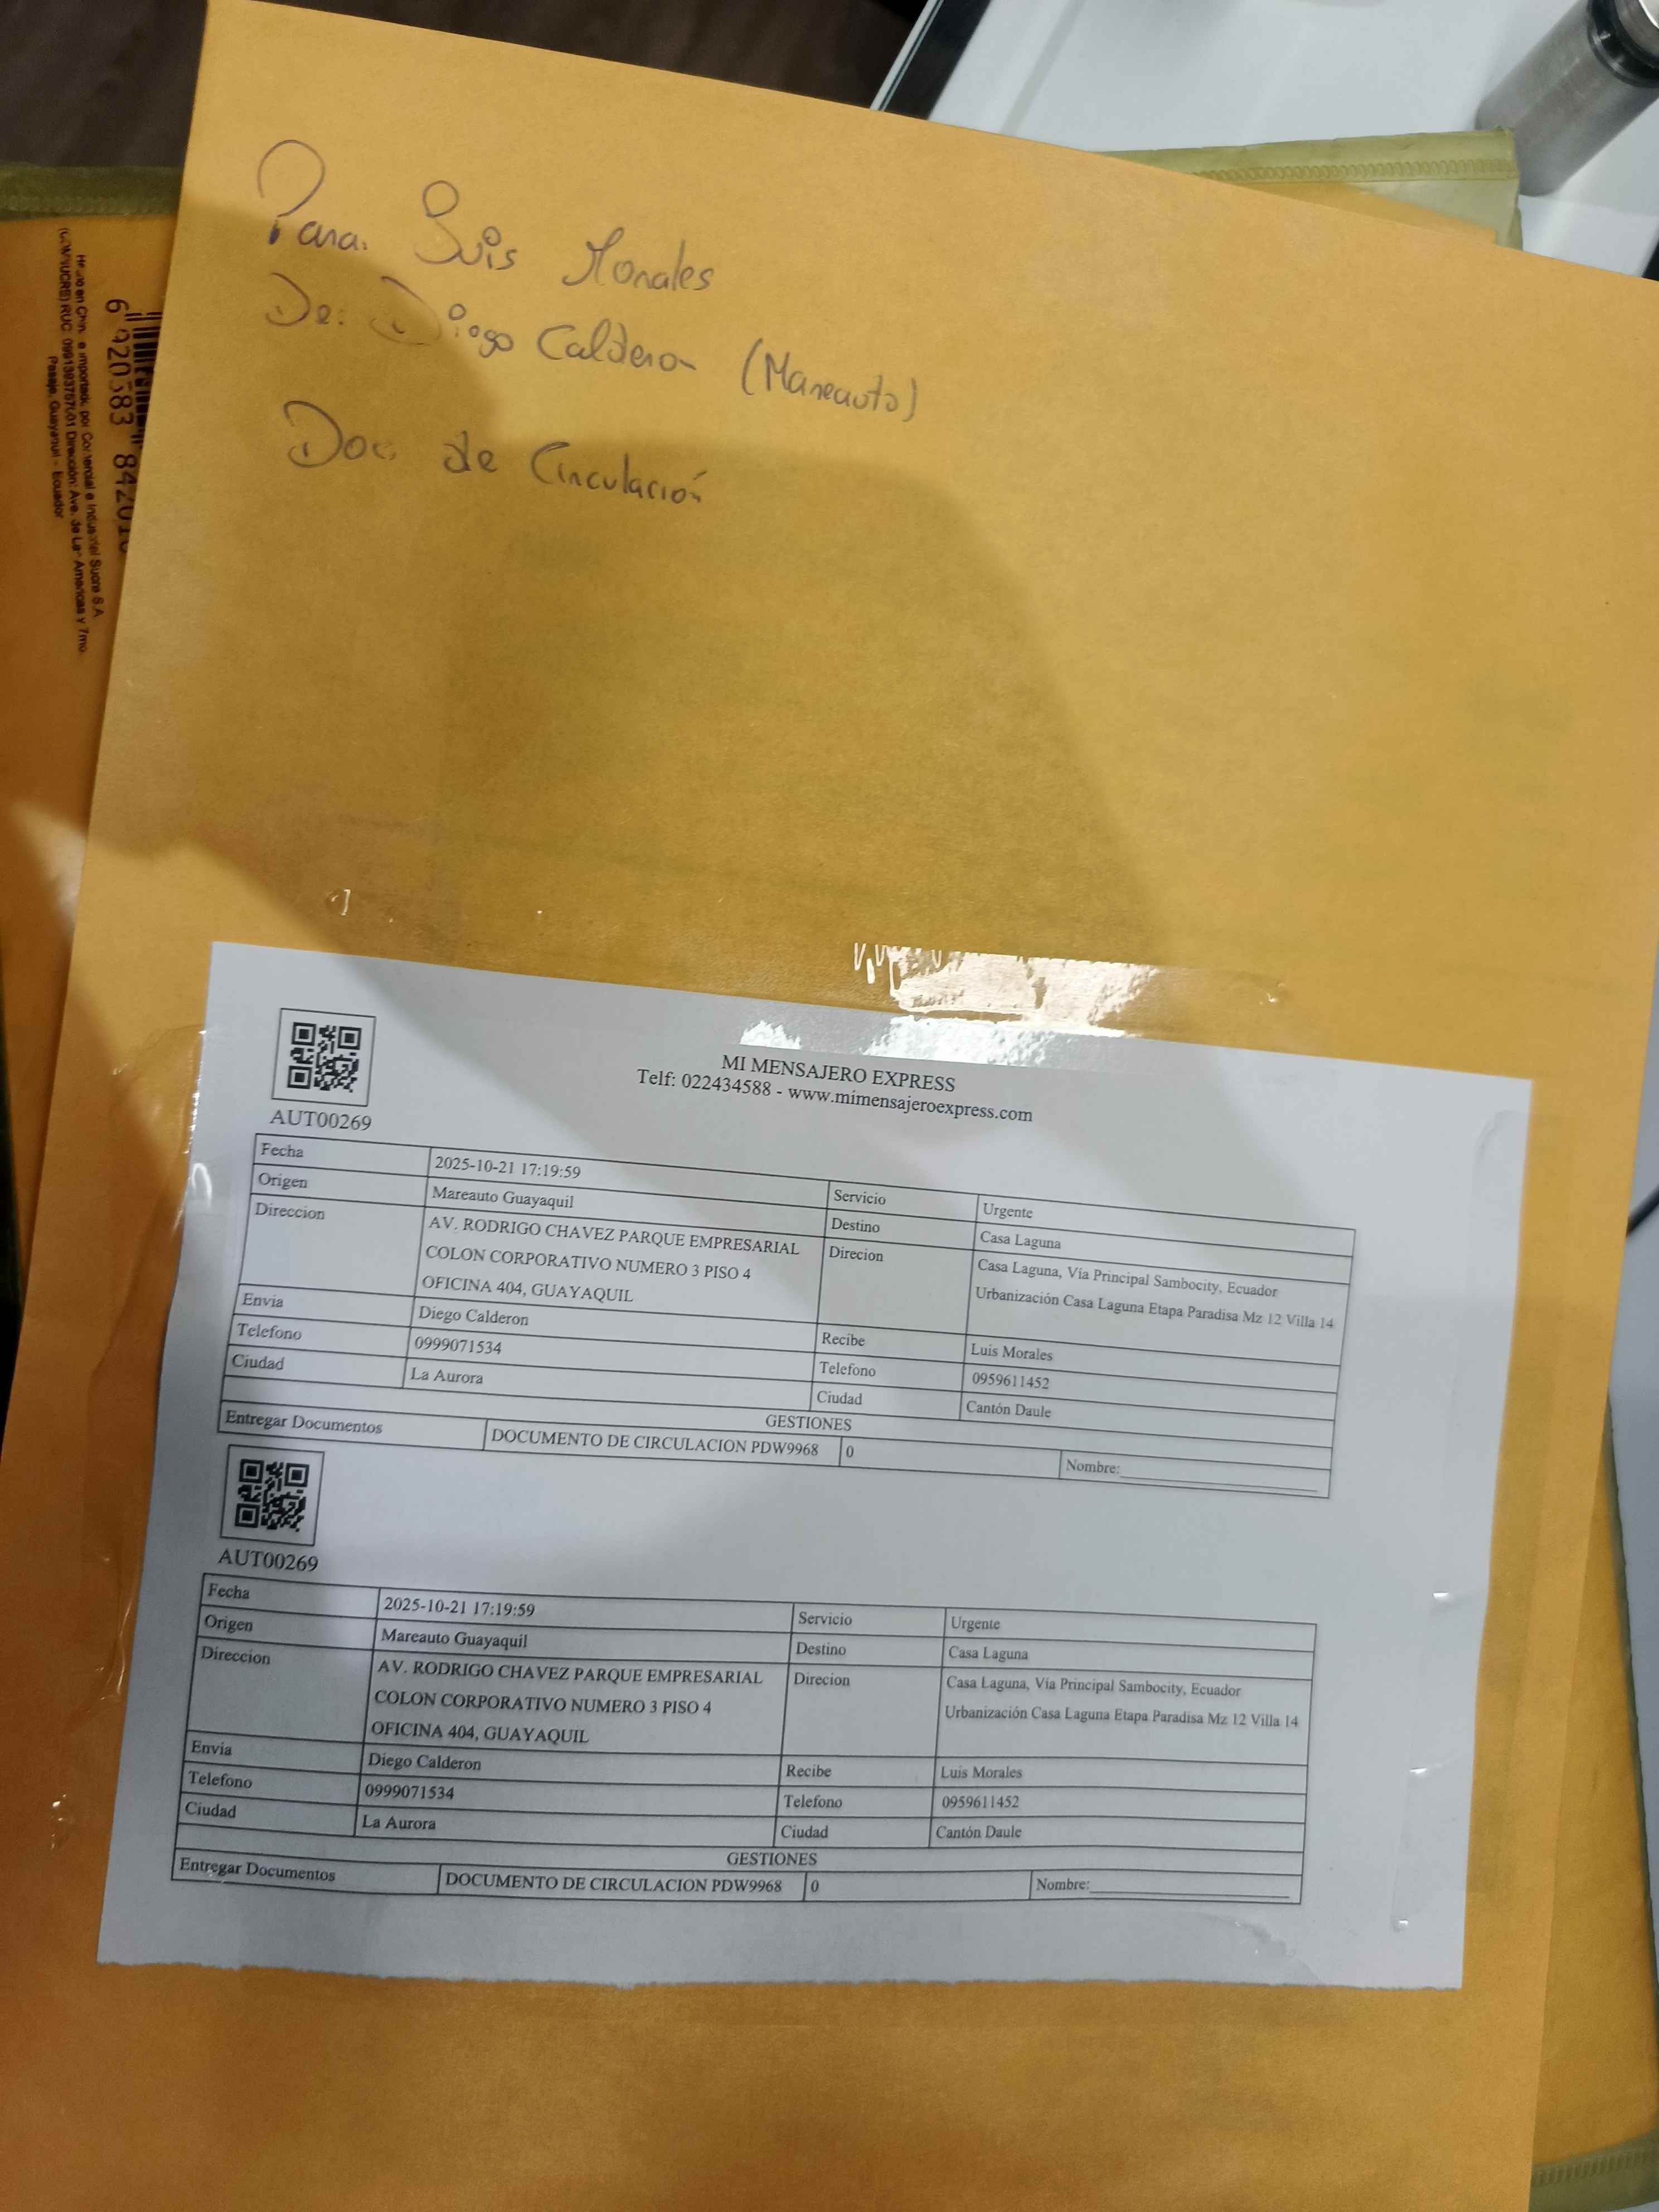 Para: Luis Morales
De: Diego Calderon (Mareauto)
Doc. de Circulación
6 920583 842010
Pasaje, Guayaquil - Ecuador
AUT00269
MI MENSAJERO EXPRESS
Telf: 022434588 - www.mimensajeroexpress.com
Fecha 2025-10-21 17:19:59 Servicio Urgente
Origen Mareauto Guayaquil Destino Casa Laguna
Direccion AV. RODRIGO CHAVEZ PARQUE EMPRESARIAL Direcion Casa Laguna, Vía Principal Sambocity, Ecuador
COLON CORPORATIVO NUMERO 3 PISO 4 Urbanización Casa Laguna Etapa Paradisa Mz 12 Villa 14
OFICINA 404, GUAYAQUIL
Envia Diego Calderon Recibe Luis Morales
Telefono 0999071534 Telefono 0959611452
Ciudad La Aurora Ciudad Cantón Daule
GESTIONES
Entregar Documentos DOCUMENTO DE CIRCULACION PDW9968 0 Nombre:
AUT00269
Fecha 2025-10-21 17:19:59 Servicio Urgente
Origen Mareauto Guayaquil Destino Casa Laguna
Direccion AV. RODRIGO CHAVEZ PARQUE EMPRESARIAL Direcion Casa Laguna, Vía Principal Sambocity, Ecuador
COLON CORPORATIVO NUMERO 3 PISO 4 Urbanización Casa Laguna Etapa Paradisa Mz 12 Villa 14
OFICINA 404, GUAYAQUIL
Envia Diego Calderon Recibe Luis Morales
Telefono 0999071534 Telefono 0959611452
Ciudad La Aurora Ciudad Cantón Daule
GESTIONES
Entregar Documentos DOCUMENTO DE CIRCULACION PDW9968 0 Nombre: